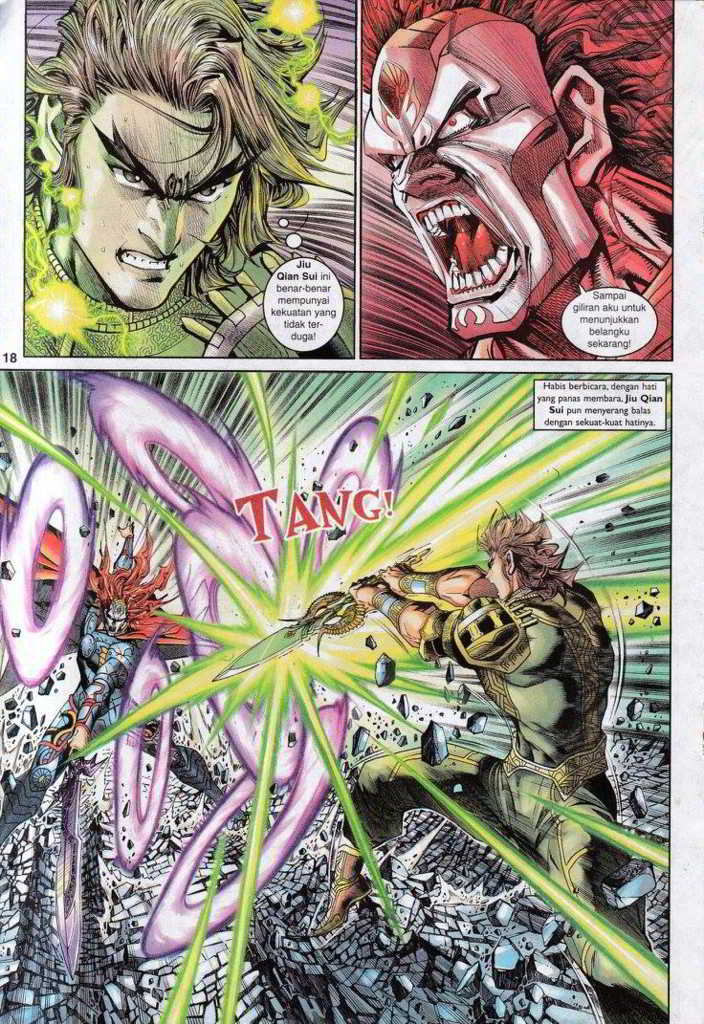 Jiu
Qian Sui ini
benar-benar
mempunyai
kekuatan yang
tidak ter-
duga!
Sampai
giliran aku untuk
menunjukkan
belangku
sekarang!
18
Habis berbicara, dengan hati
yang panas membara, Jiu Qian
Sui pun menyerang balas
dengan sekuat-kuat hatinya.
TANG!